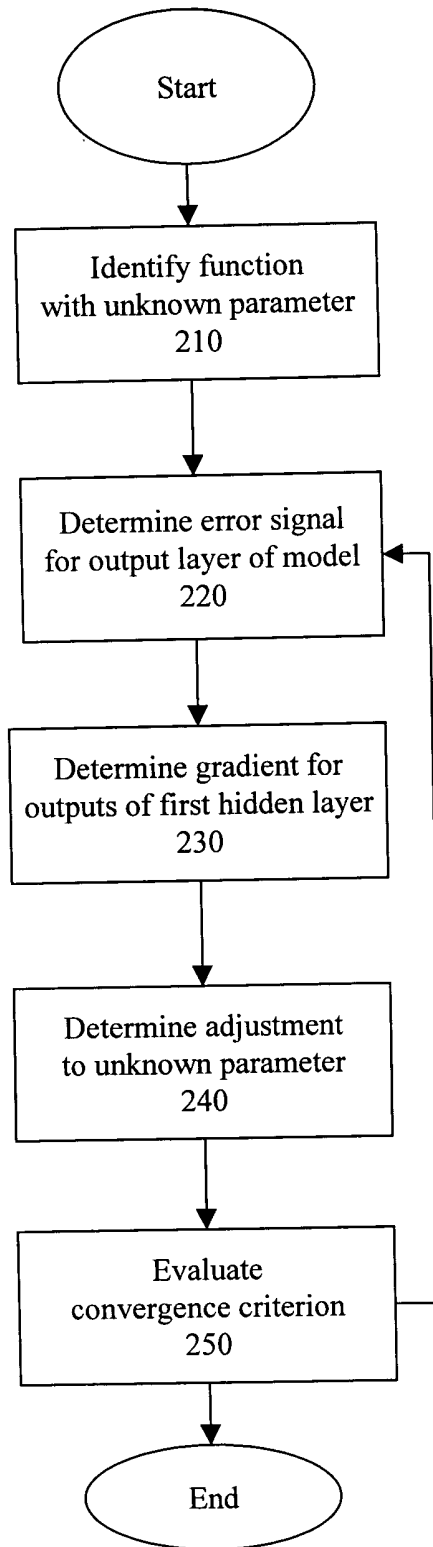 Start
Identify function
with unknown parameter
210
Determine error signal
for output layer of model
220
Determine gradient for
outputs of first hidden layer
230
Determine adjustment
to unknown parameter
240
Evaluate
convergence criterion
250
End